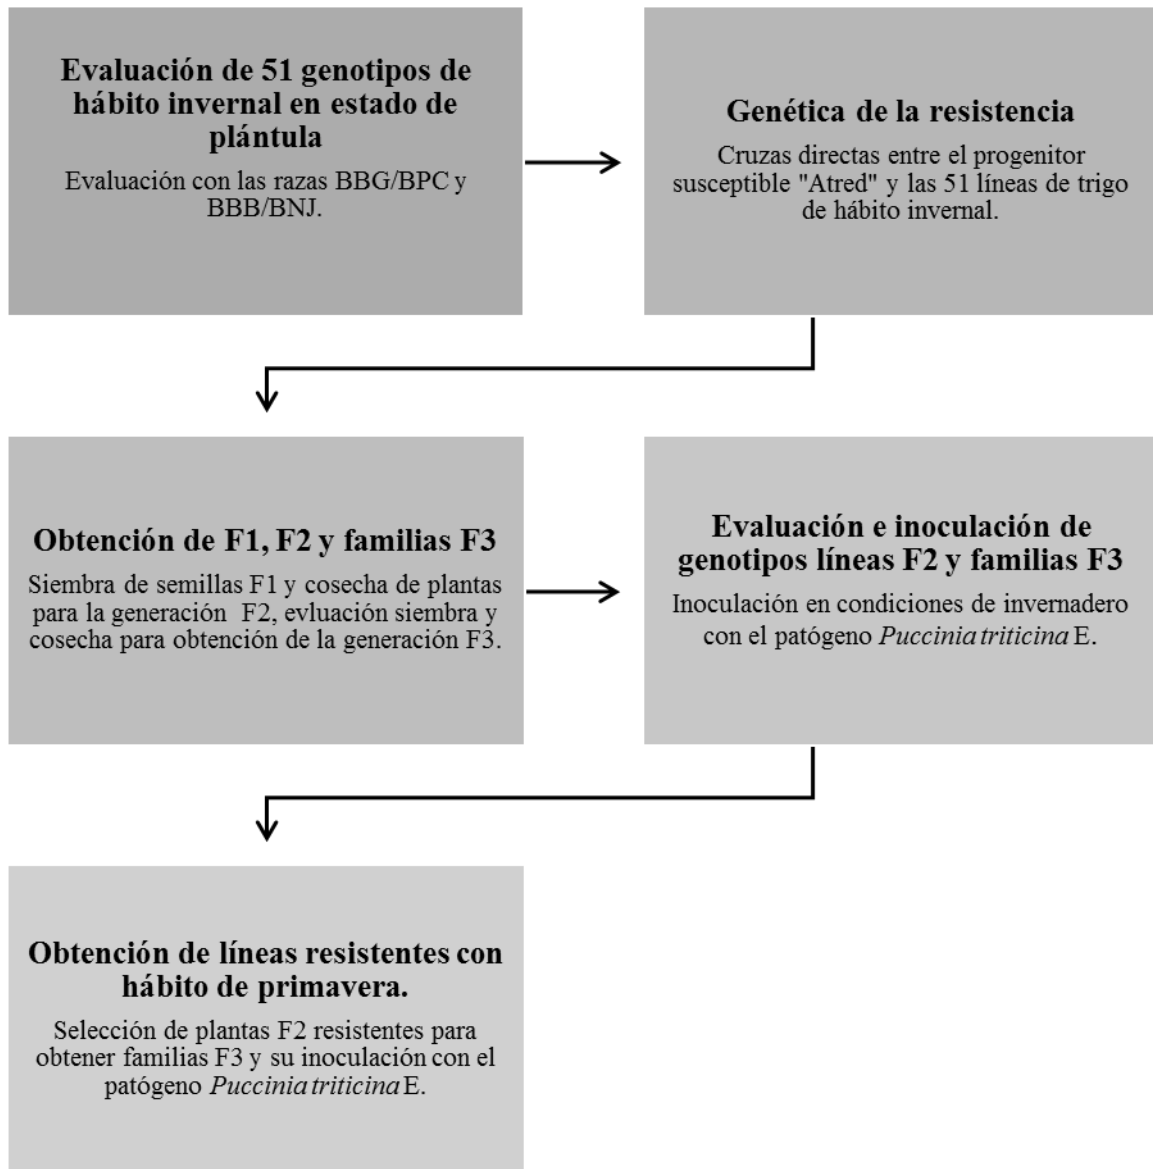 Evaluación de 51 genotipos de
hábito invernal en estado de
plántula
Evaluación con las razas BBG/BPC y
BBB/BNJ.
Genética de la resistencia
Cruzas directas entre el progenitor
susceptible "Atred" y las 51 líneas de trigo
de hábito invernal.
Obtención de F1, F2 y familias F3
Siembra de semillas F1 y cosecha de plantas
para la generación F2, evluación siembra y
cosecha para obtención de la generación F3.
Evaluación e inoculación de
genotipos líneas F2 y familias F3
Inoculación en condiciones de invernadero
con el patógeno Puccinia triticina E.
Obtención de líneas resistentes con
hábito de primavera.
Selección de plantas F2 resistentes para
obtener familias F3 y su inoculación con el
patógeno Puccinia triticina E.